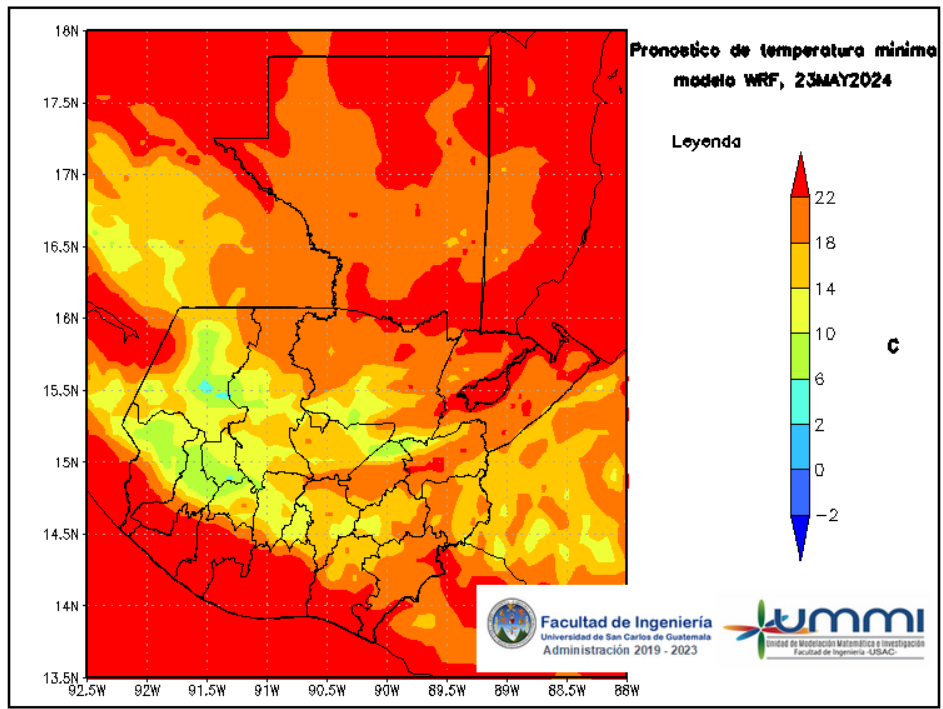 Pronostico de temperatura minima
modelo WRF, 23MAY2024
Leyenda
22
18
14
10
6
2
0
−2
C
18N
17.5N
17N
16.5N
16N
15.5N
15N
14.5N
14N
13.5N
92.5W 92W 91.5W 91W 90.5W 90W 89.5W 89W 88.5W 88W
Facultad de Ingeniería
Universidad de San Carlos de Guatemala
Administración 2019 - 2023
ummi
Unidad de Modelación Matemática e Investigación
Facultad de Ingeniería -USAC-